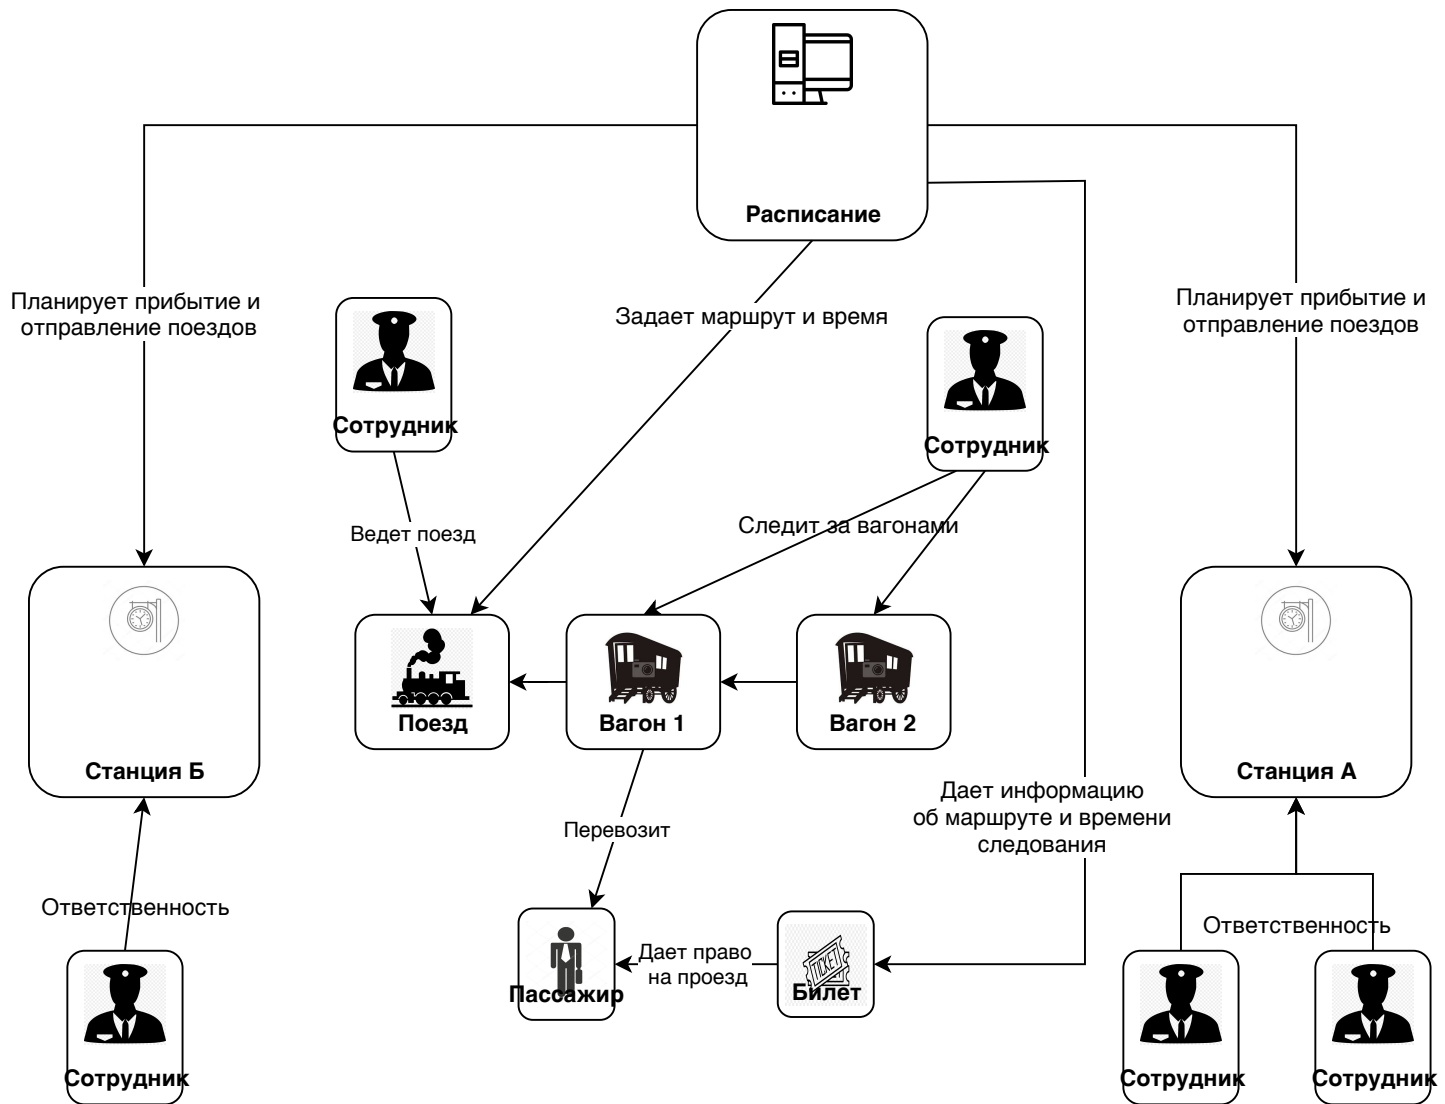 Расписание
Планирует прибытие и
отправление поездов
Задает маршрут и время
Планирует прибытие и
отправление поездов
Сотрудник
Сотрудник
Ведет поезд
Следит за вагонами
Поезд
Вагон 1
Вагон 2
Станция Б
Станция А
Перевозит
Дает информацию
об маршруте и времени
следования
Ответственность
Ответственность
Дает право
на проезд
TICKET
Пассажир
Билет
Сотрудник
Сотрудник
Сотрудник